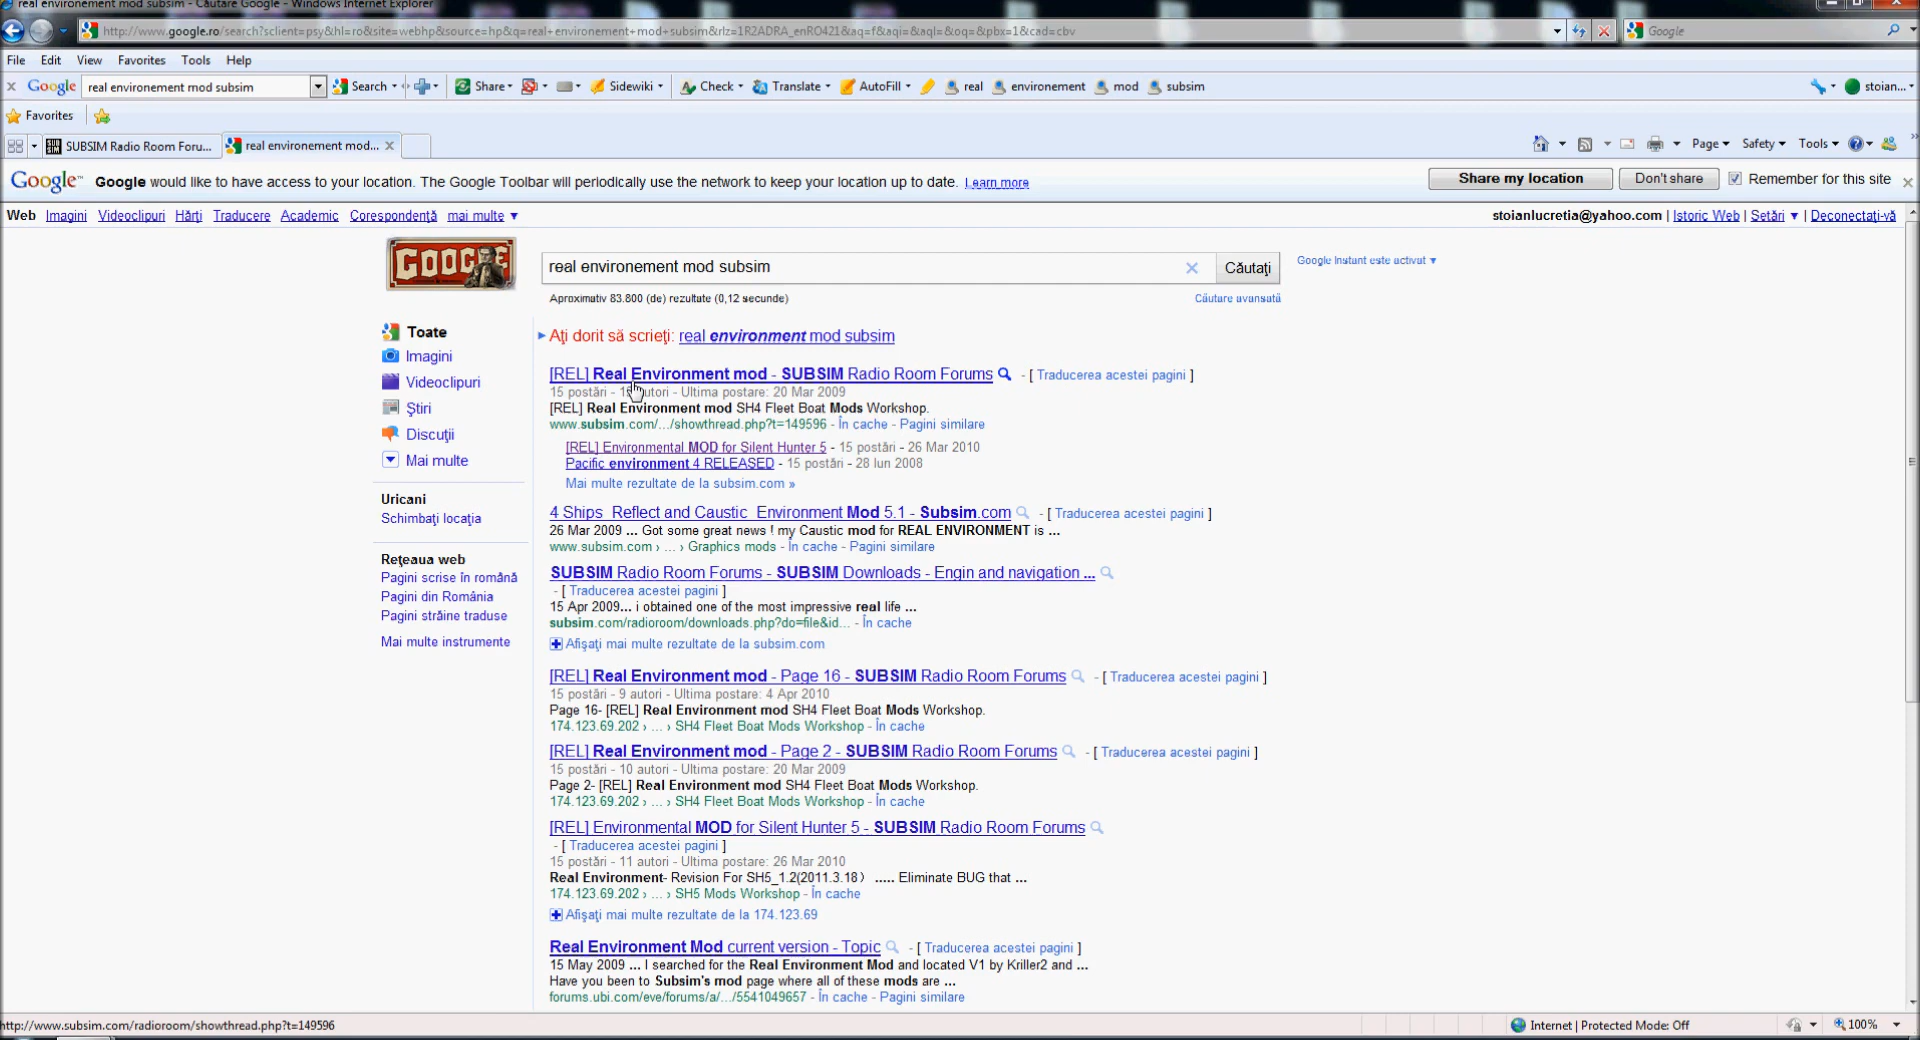 real environement mod subsim - Căutare Google - Windows Internet Explorer
http://www.google.ro/search?sclient=psy&hl=ro&site=webhp&source=hp&q=real+environement+mod+subsim&rlz=1R2ADRA_enRO421&aq=f&aqi=&aql=&oq=&pbx=1&cad=cbv
Google
File Edit View Favorites Tools Help
x Google real environement mod subsim Search Share Sidewiki Check Translate AutoFill real environement mod subsim stoian...
Favorites
SUBSIM Radio Room Foru... real environement mod... Page Safety Tools
Google™ Google would like to have access to your location. The Google Toolbar will periodically use the network to keep your location up to date. Learn more Share my location Don't share Remember for this site
Web Imagini Videoclipuri Hărţi Traducere Academic Corespondenţă mai multe ▼ stoianlucretia@yahoo.com | Istoric Web | Setări ▼ | Deconectaţi-vă
GOOGLE real environement mod subsim Căutaţi Google Instant este activat ▼
Aproximativ 83.800 (de) rezultate (0,12 secunde) Căutare avansată
Toate
Imagini
Videoclipuri
Ştiri
Discuţii
Mai multe
Uricani
Schimbaţi locaţia
Reţeaua web
Pagini scrise în română
Pagini din România
Pagini străine traduse
Mai multe instrumente
Aţi dorit să scrieţi: real environment mod subsim
[REL] Real Environment mod - SUBSIM Radio Room Forums - [ Traducerea acestei pagini ]
15 postări - autori - Ultima postare: 20 Mar 2009
[REL] Real Environment mod SH4 Fleet Boat Mods Workshop.
www.subsim.com/.../showthread.php?t=149596 - În cache - Pagini similare
[REL] Environmental MOD for Silent Hunter 5 - 15 postări - 26 Mar 2010
Pacific environment 4 RELEASED - 15 postări - 28 Iun 2008
Mai multe rezultate de la subsim.com »
4 Ships_Reflect and Caustic_Environment Mod 5.1 - Subsim.com - [ Traducerea acestei pagini ]
26 Mar 2009 ... Got some great news ! my Caustic mod for REAL ENVIRONMENT is ...
www.subsim.com › ... › Graphics mods - În cache - Pagini similare
SUBSIM Radio Room Forums - SUBSIM Downloads - Engin and navigation ...
- [ Traducerea acestei pagini ]
15 Apr 2009... i obtained one of the most impressive real life ...
subsim.com/radioroom/downloads.php?do=file&id... - În cache
Afişaţi mai multe rezultate de la subsim.com
[REL] Real Environment mod - Page 16 - SUBSIM Radio Room Forums - [ Traducerea acestei pagini ]
15 postări - 9 autori - Ultima postare: 4 Apr 2010
Page 16- [REL] Real Environment mod SH4 Fleet Boat Mods Workshop.
174.123.69.202 › ... › SH4 Fleet Boat Mods Workshop - În cache
[REL] Real Environment mod - Page 2 - SUBSIM Radio Room Forums - [ Traducerea acestei pagini ]
15 postări - 10 autori - Ultima postare: 20 Mar 2009
Page 2- [REL] Real Environment mod SH4 Fleet Boat Mods Workshop.
174.123.69.202 › ... › SH4 Fleet Boat Mods Workshop - În cache
[REL] Environmental MOD for Silent Hunter 5 - SUBSIM Radio Room Forums
- [ Traducerea acestei pagini ]
15 postări - 11 autori - Ultima postare: 26 Mar 2010
Real Environment- Revision For SH5_1.2(2011.3.18) ..... Eliminate BUG that ...
174.123.69.202 › ... › SH5 Mods Workshop - În cache
Afişaţi mai multe rezultate de la 174.123.69
Real Environment Mod current version - Topic - [ Traducerea acestei pagini ]
15 May 2009 ... I searched for the Real Environment Mod and located V1 by Kriller2 and ...
Have you been to Subsim's mod page where all of these mods are ...
forums.ubi.com/eve/forums/a/.../5541049657 - În cache - Pagini similare
http://www.subsim.com/radioroom/showthread.php?t=149596 Internet | Protected Mode: Off 100%